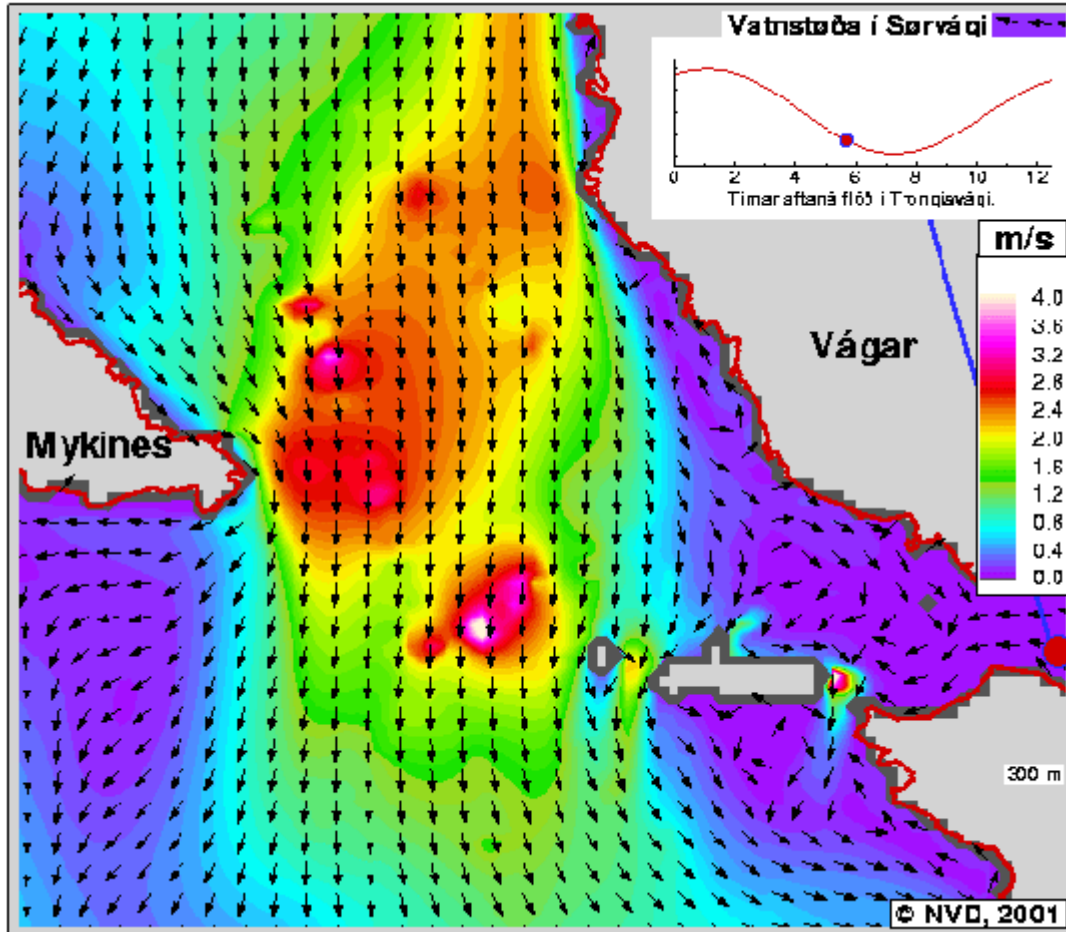 Vatnstøða í Sørvági
0 2 4 6 8 10 12
Tímar aftaná flóð í Trongisvági.
m/s
4.0
3.6
3.2
2.8
2.4
2.0
1.6
1.2
0.8
0.4
0.0
Vágar
Mykines
300 m
© NVD, 2001